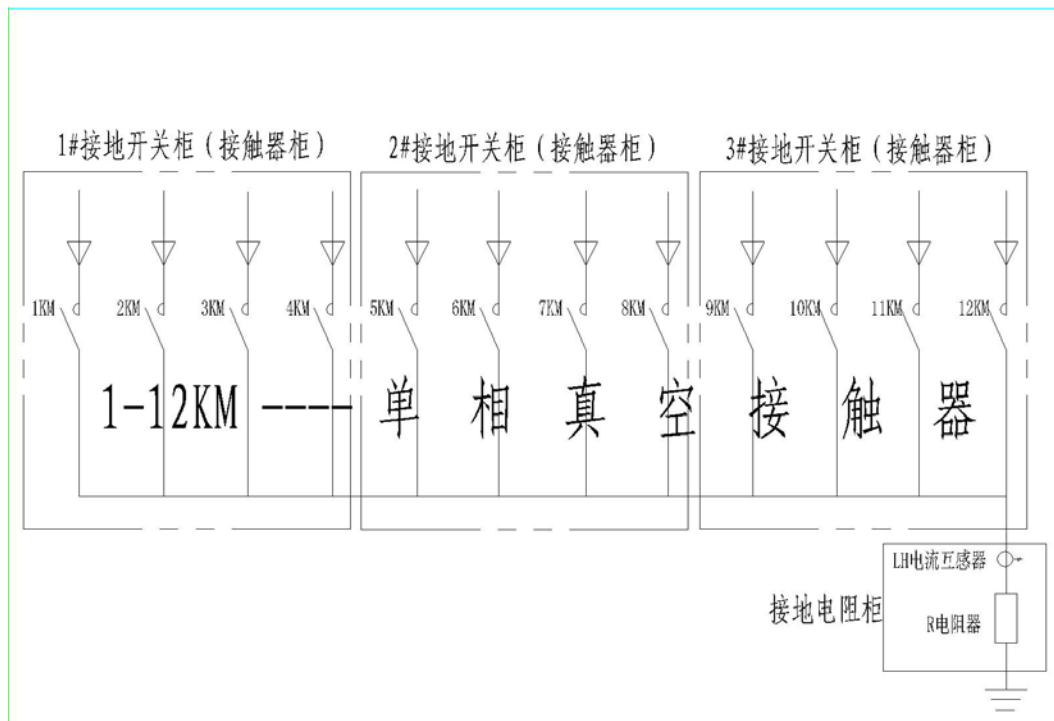 1#接地开关柜（接触器柜）
2#接地开关柜（接触器柜）
3#接地开关柜（接触器柜）
1KM
2KM
3KM
4KM
5KM
6KM
7KM
8KM
9KM
10KM
11KM
12KM
1-12KM ----单相真空接触器
LH电流互感器
接地电阻柜
R电阻器